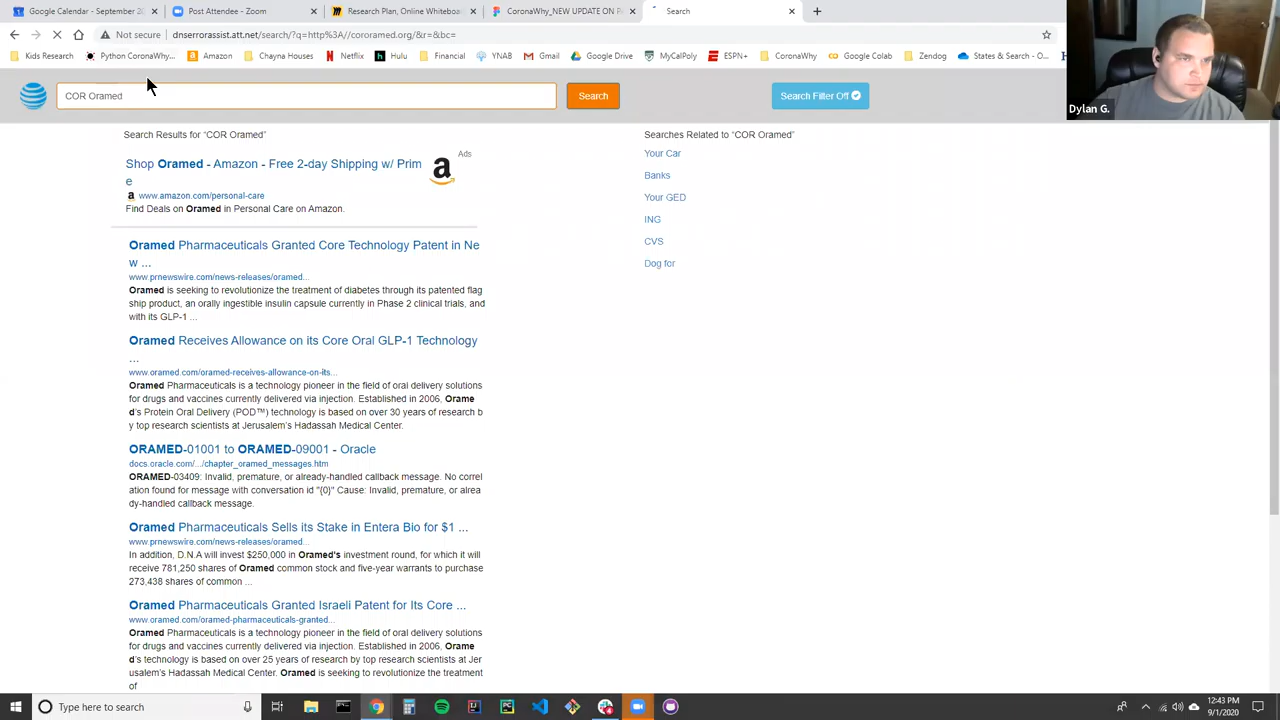 Google Calendar - September 20
Post Attendee - Zoom
Research Plan, Online Whiteboa
CoronaWhy_NEW UPDATE ON P
Search
Not secure
dnserrorassist.att.net/search/?q=http%3A//cororamed.org/&r=&bc=
Kids Research
Python CoronaWhy...
Amazon
Chayna Houses
Netflix
Hulu
Financial
YNAB
Gmail
Google Drive
MyCalPoly
ESPN+
CoronaWhy
Google Colab
Zendog
States & Search - O...
COR Oramed
Search
Search Filter Off
Dylan G.
Search Results for "COR Oramed"
Ads
Shop Oramed - Amazon - Free 2-day Shipping w/ Prim
e
a
www.amazon.com/personal-care
Find Deals on Oramed in Personal Care on Amazon.
Oramed Pharmaceuticals Granted Core Technology Patent in Ne
w ...
www.prnewswire.com/news-releases/oramed...
Oramed is seeking to revolutionize the treatment of diabetes through its patented flag
ship product, an orally ingestible insulin capsule currently in Phase 2 clinical trials, and
with its GLP-1 ...
Oramed Receives Allowance on its Core Oral GLP-1 Technology
...
www.oramed.com/oramed-receives-allowance-on-its...
Oramed Pharmaceuticals is a technology pioneer in the field of oral delivery solutions
for drugs and vaccines currently delivered via injection. Established in 2006, Orame
d's Protein Oral Delivery (POD™) technology is based on over 30 years of research b
y top research scientists at Jerusalem's Hadassah Medical Center.
ORAMED-01001 to ORAMED-09001 - Oracle
docs.oracle.com/.../chapter_oramed_messages.htm
ORAMED-03409: Invalid, premature, or already-handled callback message. No correl
ation found for message with conversation id "{0}" Cause: Invalid, premature, or alrea
dy-handled callback message.
Oramed Pharmaceuticals Sells its Stake in Entera Bio for $1 ...
www.prnewswire.com/news-releases/oramed...
In addition, D.N.A will invest $250,000 in Oramed's investment round, for which it will
receive 781,250 shares of Oramed common stock and five-year warrants to purchase
273,438 shares of common ...
Oramed Pharmaceuticals Granted Israeli Patent for Its Core ...
www.oramed.com/oramed-pharmaceuticals-granted...
Oramed Pharmaceuticals is a technology pioneer in the field of oral delivery solutions
for drugs and vaccines currently delivered via injection. Established in 2006, Orame
d's technology is based on over 25 years of research by top research scientists at Jer
usalem's Hadassah Medical Center. Oramed is seeking to revolutionize the treatment
of
Searches Related to "COR Oramed"
Your Car
Banks
Your GED
ING
CVS
Dog for
Type here to search
12:43 PM
9/1/2020